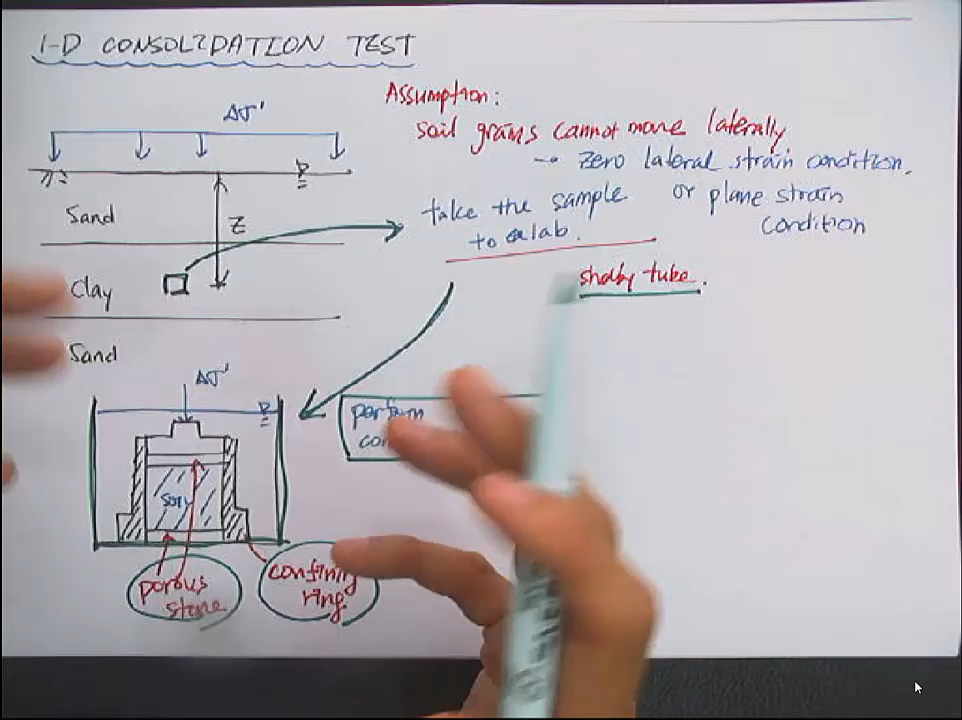 1-D CONSOLIDATION TEST
Δσ'
Sand
Z
Clay
Sand
Assumption:
soil grains cannot move laterally
→ zero lateral strain condition.
or plane strain
condition
take the sample
to a lab.
shelby tube.
Δσ'
perform
Soil
porous
stone
confining
ring